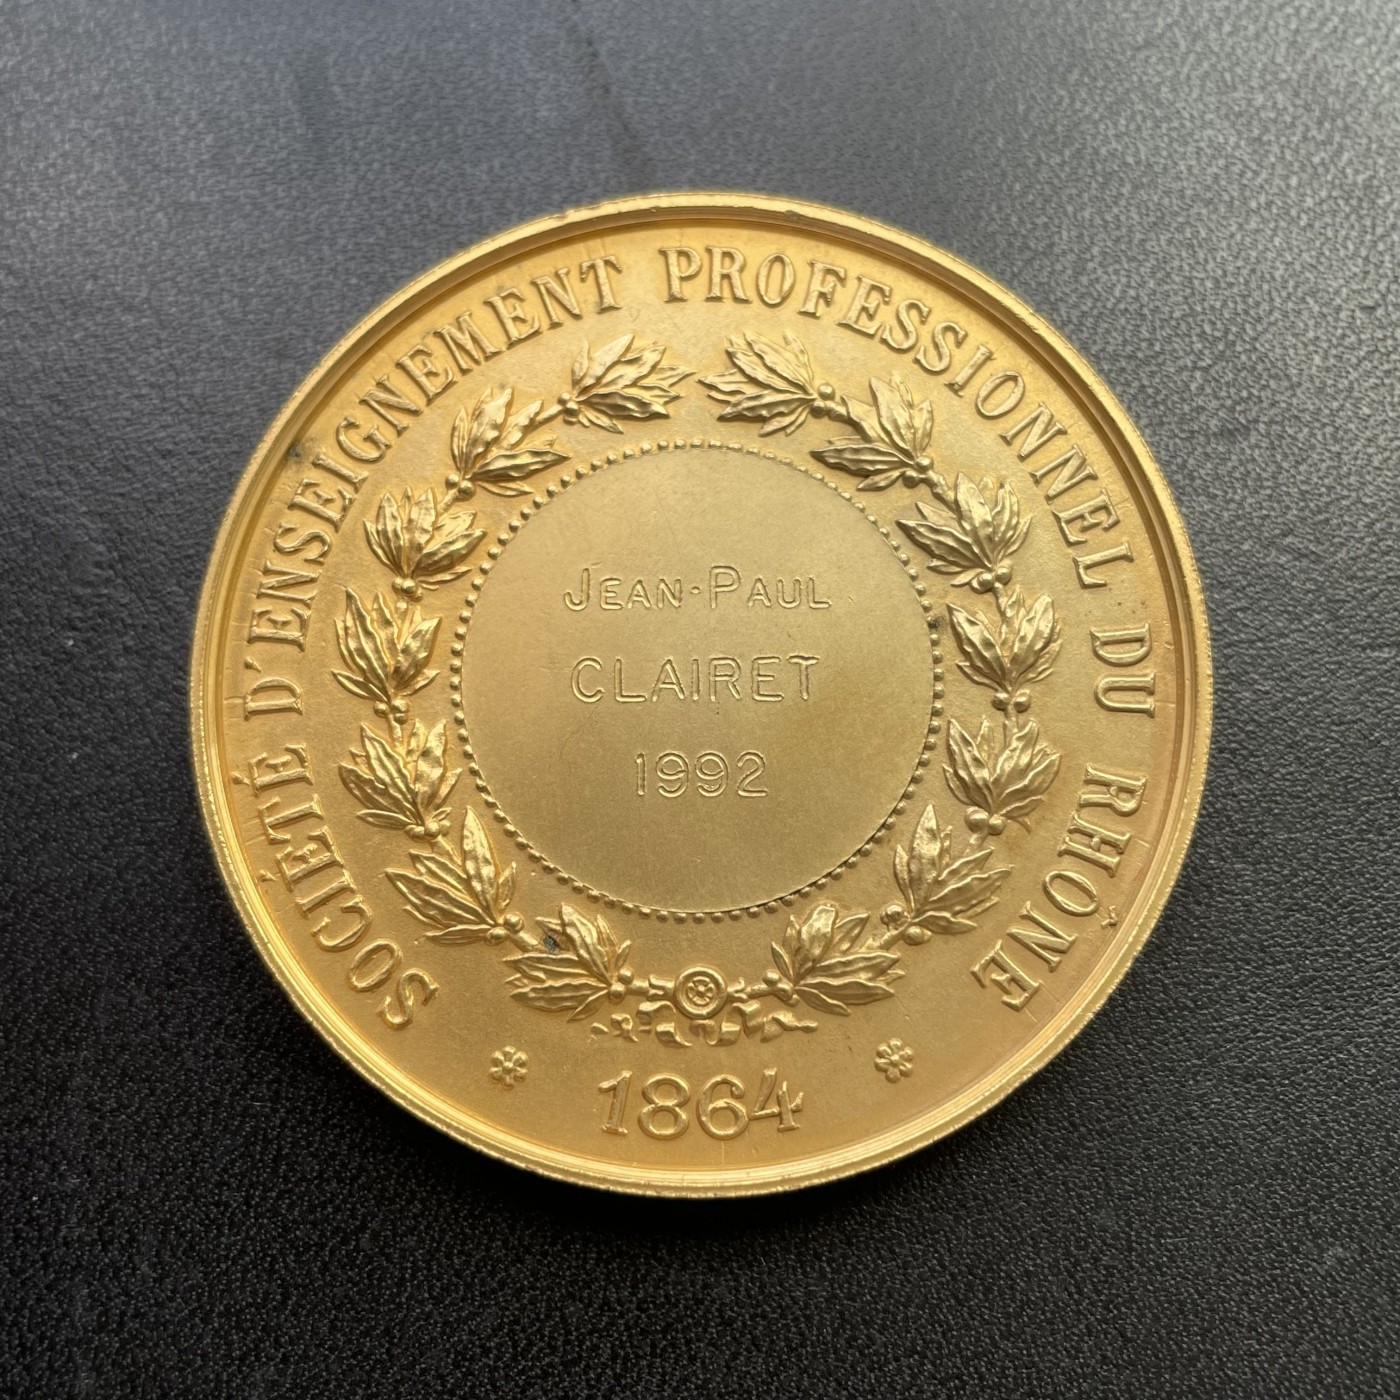 SOCIÉTÉ D'ENSEIGNEMENT PROFESSIONNEL DU RHÔNE
JEAN-PAUL
CLAIRET
1992
1864